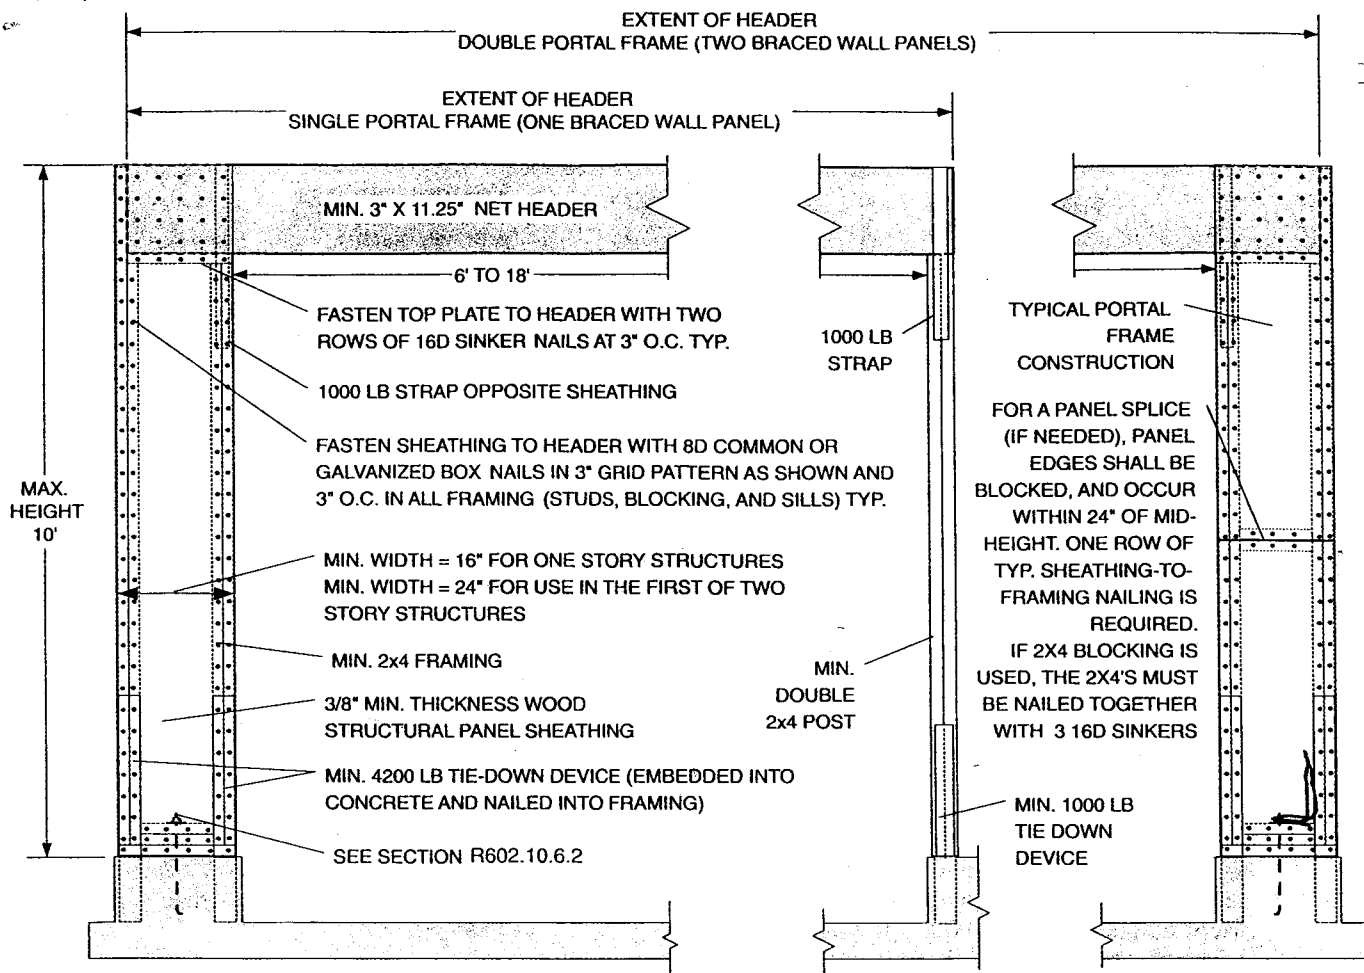 EXTENT OF HEADER
DOUBLE PORTAL FRAME (TWO BRACED WALL PANELS)
EXTENT OF HEADER
SINGLE PORTAL FRAME (ONE BRACED WALL PANEL)
MIN. 3" X 11.25" NET HEADER
6' TO 18'
FASTEN TOP PLATE TO HEADER WITH TWO
ROWS OF 16D SINKER NAILS AT 3" O.C. TYP.
1000 LB STRAP OPPOSITE SHEATHING
FASTEN SHEATHING TO HEADER WITH 8D COMMON OR
GALVANIZED BOX NAILS IN 3" GRID PATTERN AS SHOWN AND
3" O.C. IN ALL FRAMING (STUDS, BLOCKING, AND SILLS) TYP.
MAX.
HEIGHT
10'
MIN. WIDTH = 16" FOR ONE STORY STRUCTURES
MIN. WIDTH = 24" FOR USE IN THE FIRST OF TWO
STORY STRUCTURES
MIN. 2x4 FRAMING
3/8" MIN. THICKNESS WOOD
STRUCTURAL PANEL SHEATHING
MIN. 4200 LB TIE-DOWN DEVICE (EMBEDDED INTO
CONCRETE AND NAILED INTO FRAMING)
SEE SECTION R602.10.6.2
1000 LB
STRAP
MIN.
DOUBLE
2x4 POST
MIN. 1000 LB
TIE DOWN
DEVICE
TYPICAL PORTAL
FRAME
CONSTRUCTION
FOR A PANEL SPLICE
(IF NEEDED), PANEL
EDGES SHALL BE
BLOCKED, AND OCCUR
WITHIN 24" OF MID-
HEIGHT. ONE ROW OF
TYP. SHEATHING-TO-
FRAMING NAILING IS
REQUIRED.
IF 2X4 BLOCKING IS
USED, THE 2X4'S MUST
BE NAILED TOGETHER
WITH 3 16D SINKERS